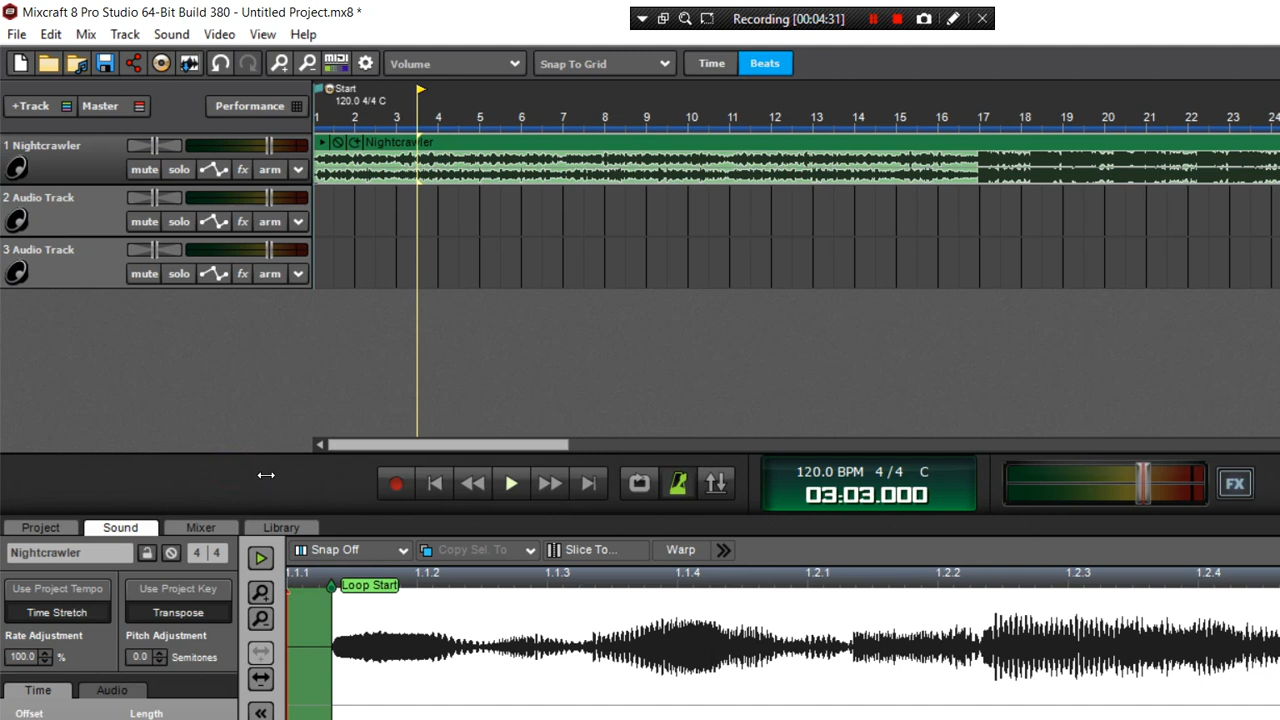 Mixcraft 8 Pro Studio 64-Bit Build 380 - Untitled Project.mx8 *
Recording [00:04:31]
File Edit Mix Track Sound Video View Help
MIDI Volume Snap To Grid Time Beats
+Track Master Performance
Start
120.0 4/4 C
1 2 3 4 5 6 7 8 9 10 11 12 13 14 15 16 17 18 19 20 21 22 23 24
1 Nightcrawler
Nightcrawler
mute solo fx arm
2 Audio Track
mute solo fx arm
3 Audio Track
mute solo fx arm
120.0 BPM 4/4 C
03:03.000
FX
Project Sound Mixer Library
Nightcrawler 4 4 Snap Off Copy Sel. To Slice To... Warp
1.1.1 1.1.2 1.1.3 1.1.4 1.2.1 1.2.2 1.2.3 1.2.4
Loop Start
Use Project Tempo Use Project Key
Time Stretch Transpose
Rate Adjustment Pitch Adjustment
100.0 % 0.0 Semitones
Time Audio
Offset Length